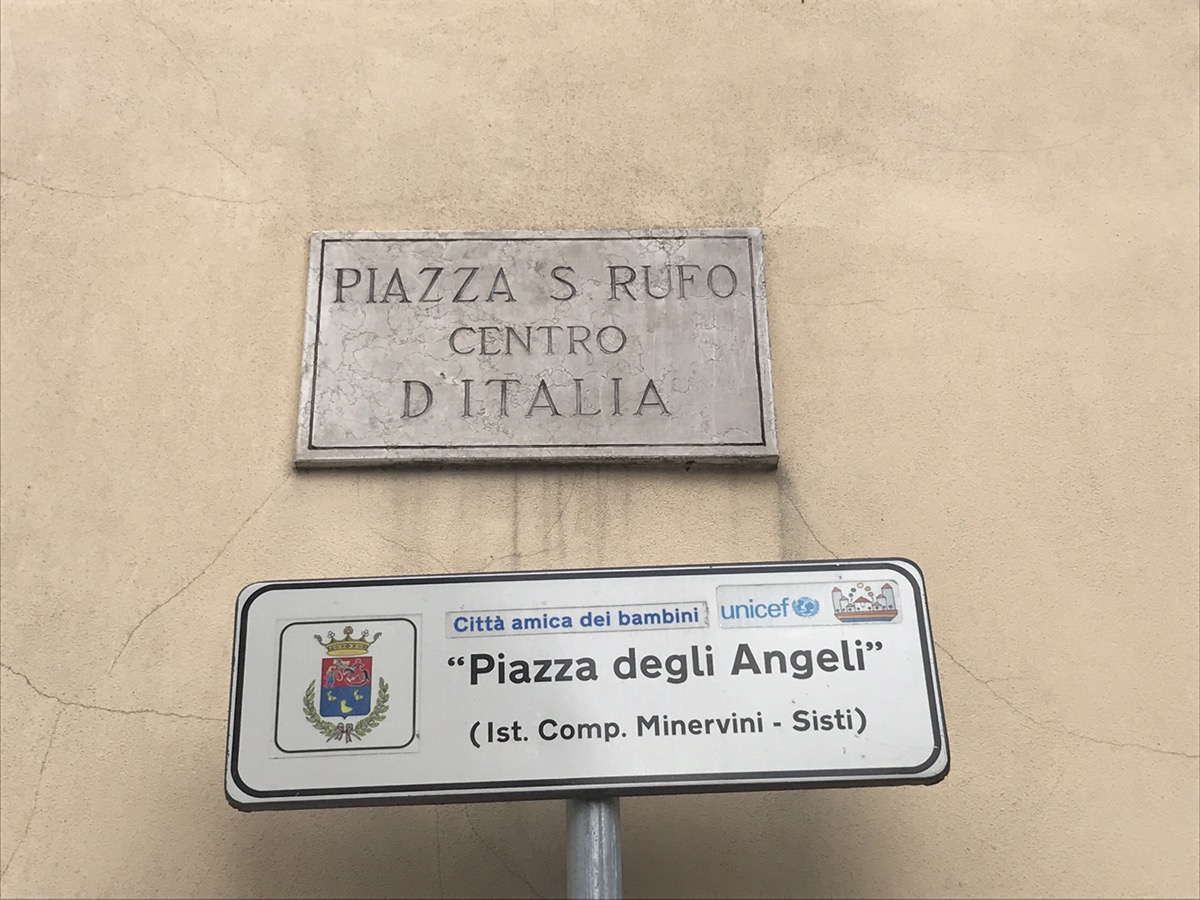 PIAZZA S RUFO
CENTRO
D ITALIA
Città amica dei bambini
unicef
“Piazza degli Angeli”
(Ist. Comp. Minervini - Sisti)